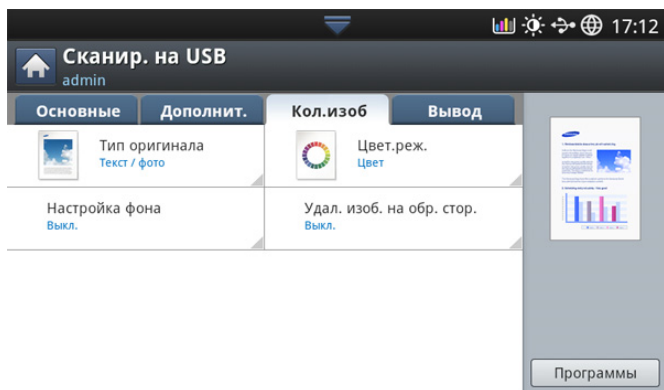 17:12
Сканир. на USB
admin
Основные
Дополнит.
Кол.изоб
Вывод
Тип оригинала
Текст / фото
Цвет.реж.
Цвет
Настройка фона
Выкл.
Удал. изоб. на обр. стор.
Выкл.
Программы